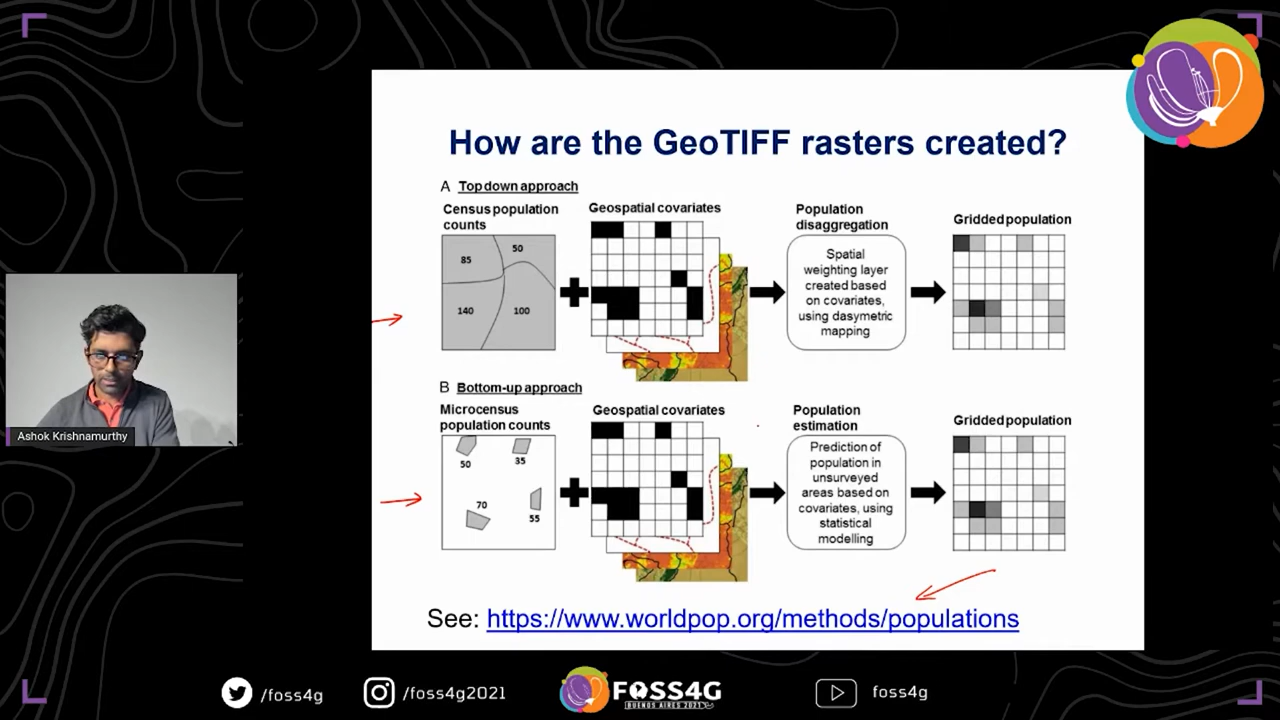 How are the GeoTIFF rasters created?
A Top down approach
Census population
counts
85
50
140
100
Geospatial covariates
Population
disaggregation
Spatial
weighting layer
created based
on covariates,
using dasymetric
mapping
Gridded population
B Bottom-up approach
Microcensus
population counts
50
35
70
55
Geospatial covariates
Population
estimation
Prediction of
population in
unsurveyed
areas based on
covariates, using
statistical
modelling
Gridded population
See: https://www.worldpop.org/methods/populations
Ashok Krishnamurthy
/foss4g
/foss4g2021
FOSS4G
BUENOS AIRES 2021
foss4g